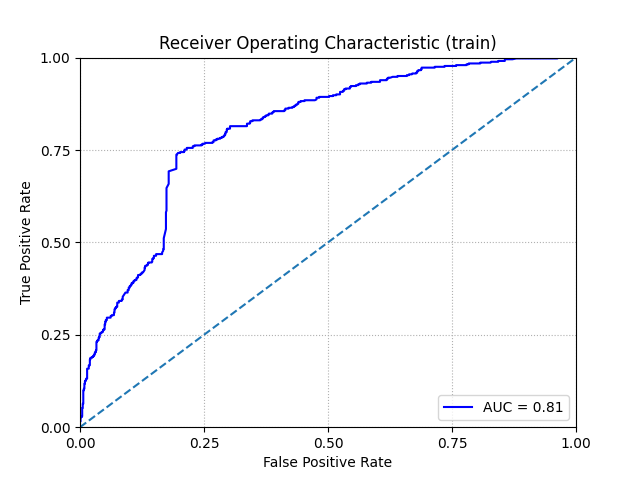 Receiver Operating Characteristic (train)
1.00
0.75
0.50
0.25
0.00
True Positive Rate
AUC = 0.81
0.00 0.25 0.50 0.75 1.00
False Positive Rate